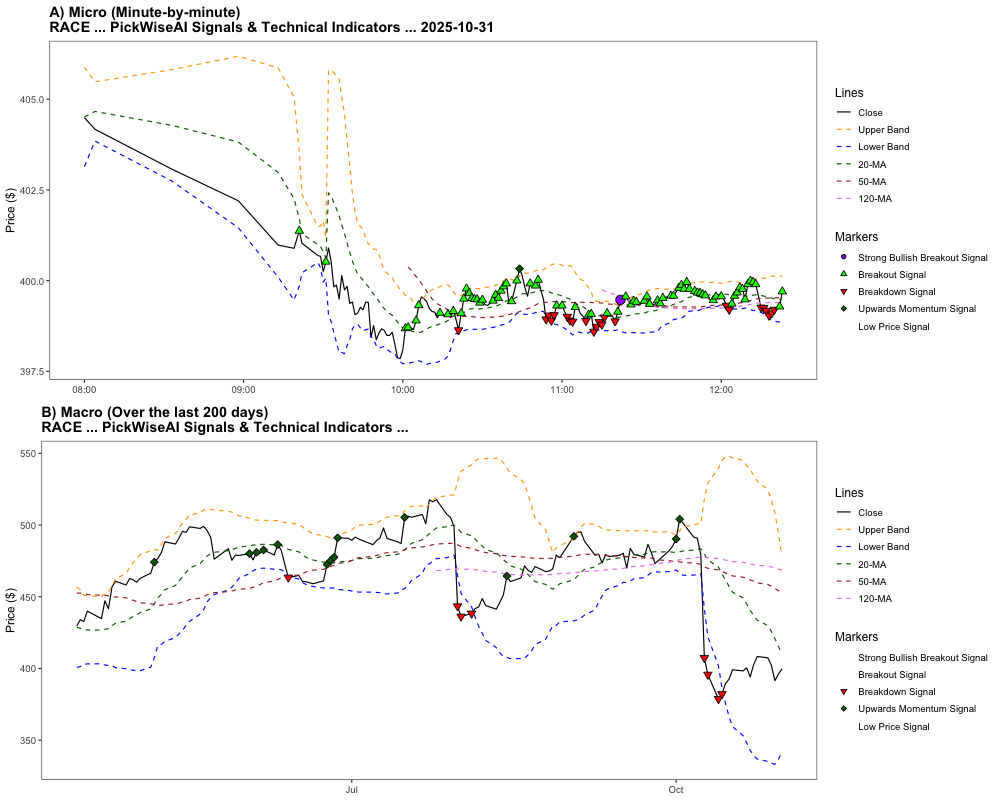 A) Micro (Minute-by-minute)
RACE ... PickWiseAI Signals & Technical Indicators ... 2025-10-31
Price ($)
405.0
402.5
400.0
397.5
08:00
09:00
10:00
11:00
12:00
Lines
Close
Upper Band
Lower Band
20-MA
50-MA
120-MA
Markers
Strong Bullish Breakout Signal
Breakout Signal
Breakdown Signal
Upwards Momentum Signal
Low Price Signal
B) Macro (Over the last 200 days)
RACE ... PickWiseAI Signals & Technical Indicators ...
Price ($)
550
500
450
400
350
Jul
Oct
Lines
Close
Upper Band
Lower Band
20-MA
50-MA
120-MA
Markers
Strong Bullish Breakout Signal
Breakout Signal
Breakdown Signal
Upwards Momentum Signal
Low Price Signal